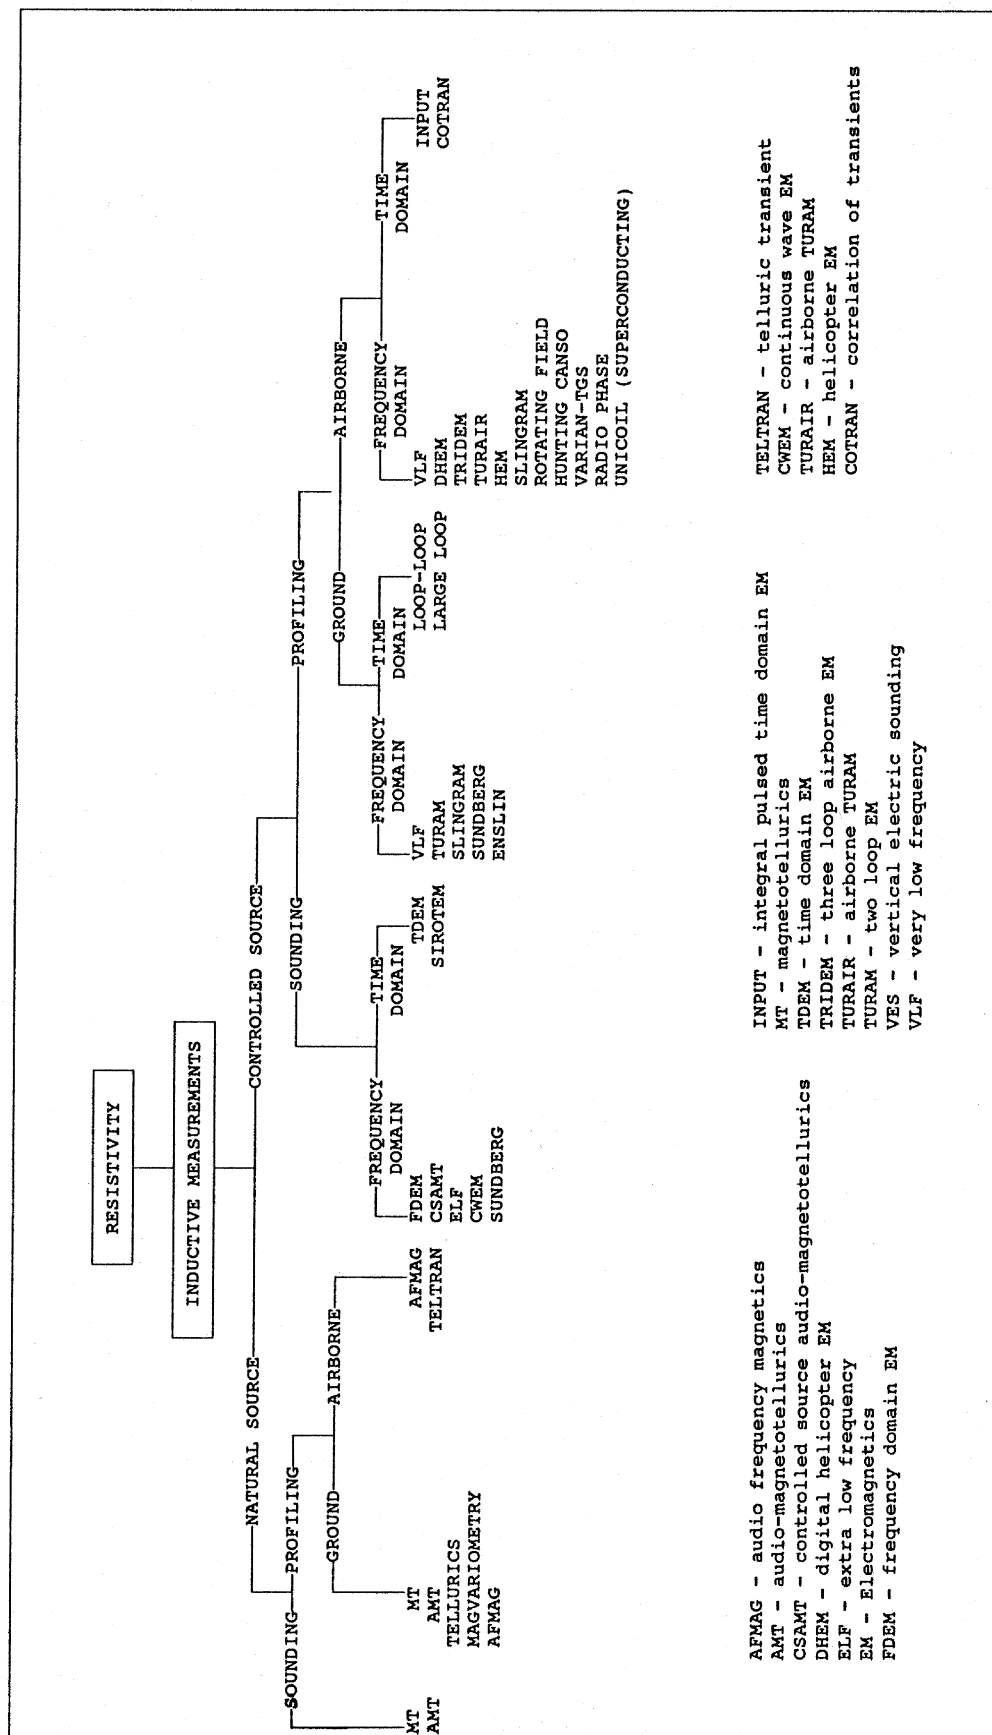 RESISTIVITY
INDUCTIVE MEASUREMENTS
NATURAL SOURCE
CONTROLLED SOURCE
SOUNDING
PROFILING
MT
AMT
GROUND
AIRBORNE
MT
AMT
TELLURICS
MAGVARIOMETRY
AFMAG
AFMAG
TELTRAN
SOUNDING
PROFILING
FREQUENCY
DOMAIN
TIME
DOMAIN
FDEM
CSAMT
ELF
CWEM
SUNDBERG
TDEM
SIROTEM
GROUND
AIRBORNE
FREQUENCY
DOMAIN
TIME
DOMAIN
VLF
TURAM
SLINGRAM
SUNDBERG
ENSLIN
LOOP-LOOP
LARGE LOOP
FREQUENCY
DOMAIN
TIME
DOMAIN
VLF
DHEM
TRIDEM
TURAIR
HEM
SLINGRAM
ROTATING FIELD
HUNTING CANSO
VARIAN-TGS
RADIO PHASE
UNICOIL (SUPERCONDUCTING)
INPUT
COTRAN
AFMAG - audio frequency magnetics
AMT - audio-magnetotellurics
CSAMT - controlled source audio-magnetotellurics
DHEM - digital helicopter EM
ELF - extra low frequency
EM - Electromagnetics
FDEM - frequency domain EM
INPUT - integral pulsed time domain EM
MT - magnetotellurics
TDEM - time domain EM
TRIDEM - three loop airborne EM
TURAIR - airborne TURAM
TURAM - two loop EM
VES - vertical electric sounding
VLF - very low frequency
TELTRAN - telluric transient
CWEM - continuous wave EM
TURAIR - airborne TURAM
HEM - helicopter EM
COTRAN - correlation of transients